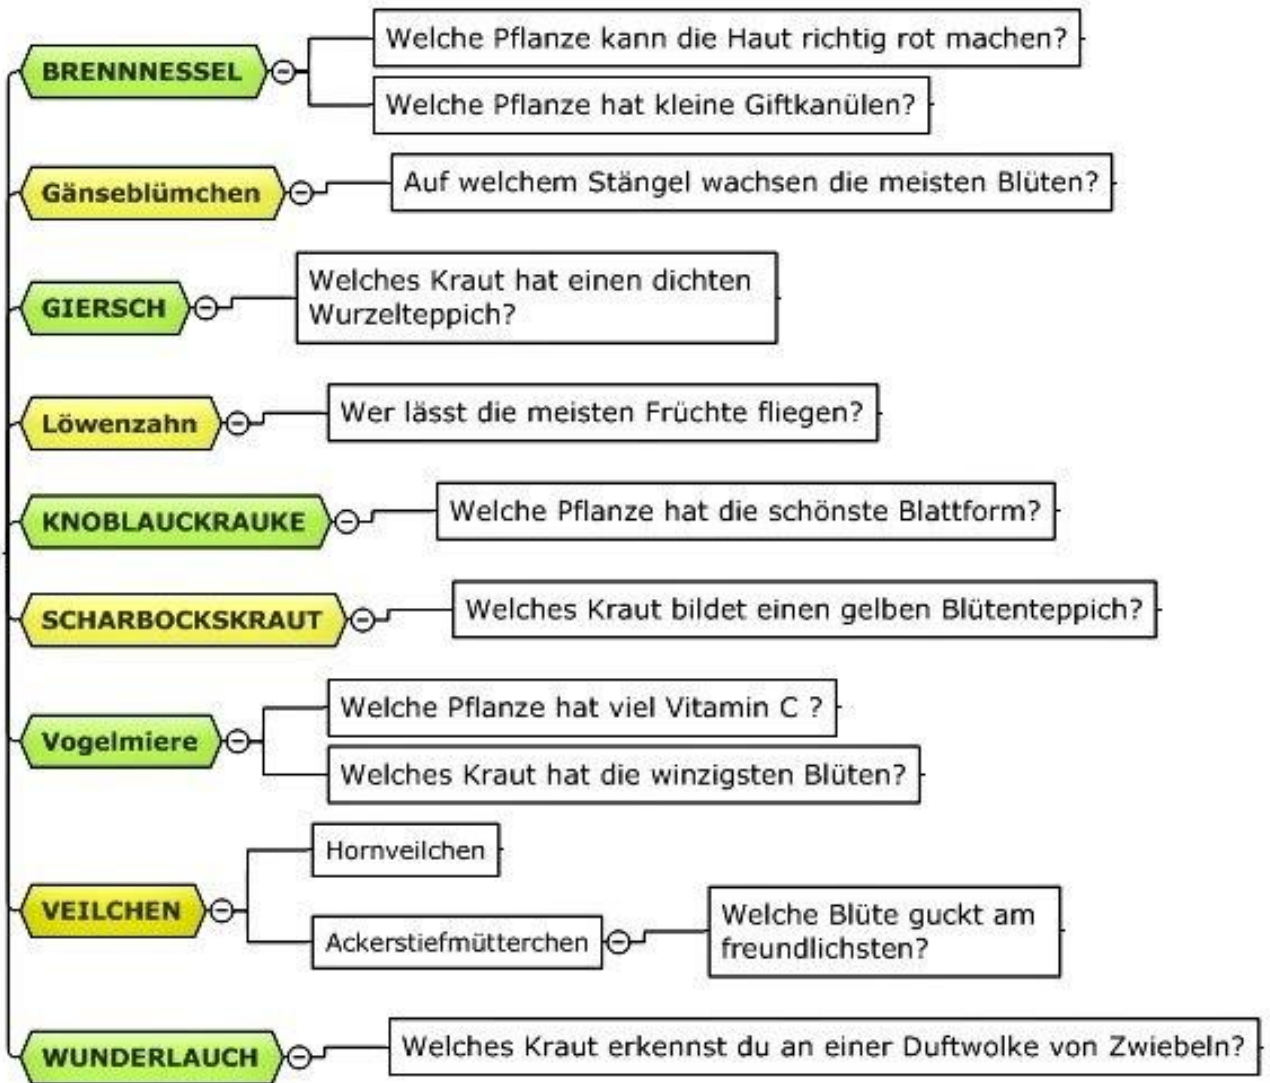 BRENNNESSEL
Welche Pflanze kann die Haut richtig rot machen?
Welche Pflanze hat kleine Giftkanülen?
Gänseblümchen
Auf welchem Stängel wachsen die meisten Blüten?
GIERSCH
Welches Kraut hat einen dichten
Wurzelteppich?
Löwenzahn
Wer lässt die meisten Früchte fliegen?
KNOBLAUCKRAUKE
Welche Pflanze hat die schönste Blattform?
SCHARBOCKSKRAUT
Welches Kraut bildet einen gelben Blütenteppich?
Vogelmiere
Welche Pflanze hat viel Vitamin C ?
Welches Kraut hat die winzigsten Blüten?
VEILCHEN
Hornveilchen
Ackerstiefmütterchen
Welche Blüte guckt am
freundlichsten?
WUNDERLAUCH
Welches Kraut erkennst du an einer Duftwolke von Zwiebeln?